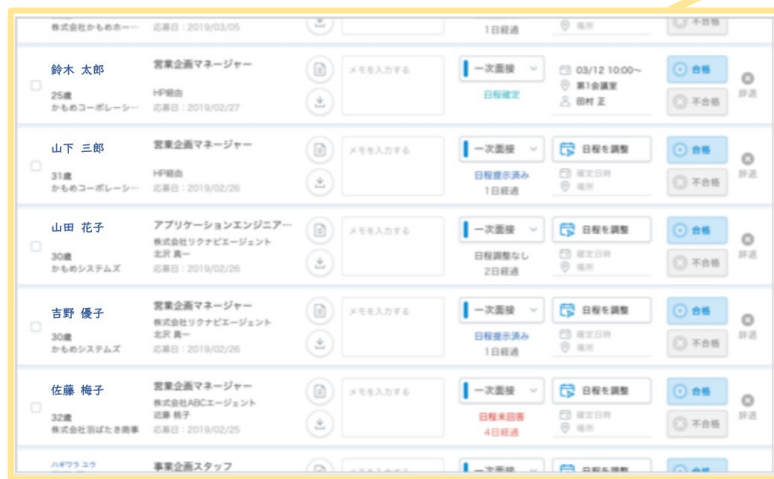 株式会社かもめホー… 応募日：2019/03/05 1日経過 場所 不合格
鈴木 太郎 営業企画マネージャー メモを入力する 一次面接 03/12 10:00~ 合格
25歳 HP経由 日程確定 第1会議室 辞退
かもめコーポレーシ… 応募日：2019/02/27 田村 正 不合格
山下 三郎 営業企画マネージャー メモを入力する 一次面接 日程を調整 合格
31歳 HP経由 日程提示済み 確定日時 辞退
かもめコーポレーシ… 応募日：2019/02/26 1日経過 場所 不合格
山田 花子 アプリケーションエンジニア… メモを入力する 一次面接 日程を調整 合格
株式会社リクナビエージェント
30歳 北沢 真一 日程調整なし 確定日時 辞退
かもめシステムズ 応募日：2019/02/26 2日経過 場所 不合格
吉野 優子 営業企画マネージャー メモを入力する 一次面接 日程を調整 合格
株式会社リクナビエージェント
30歳 北沢 真一 日程提示済み 確定日時 辞退
かもめシステムズ 応募日：2019/02/26 1日経過 場所 不合格
佐藤 梅子 営業企画マネージャー メモを入力する 一次面接 日程を調整 合格
株式会社ABCエージェント
32歳 近藤 桃子 日程未回答 確定日時 辞退
株式会社羽ばたき商事 応募日：2019/02/25 4日経過 場所 不合格
ハギワラ ユウ 事業企画スタッフ